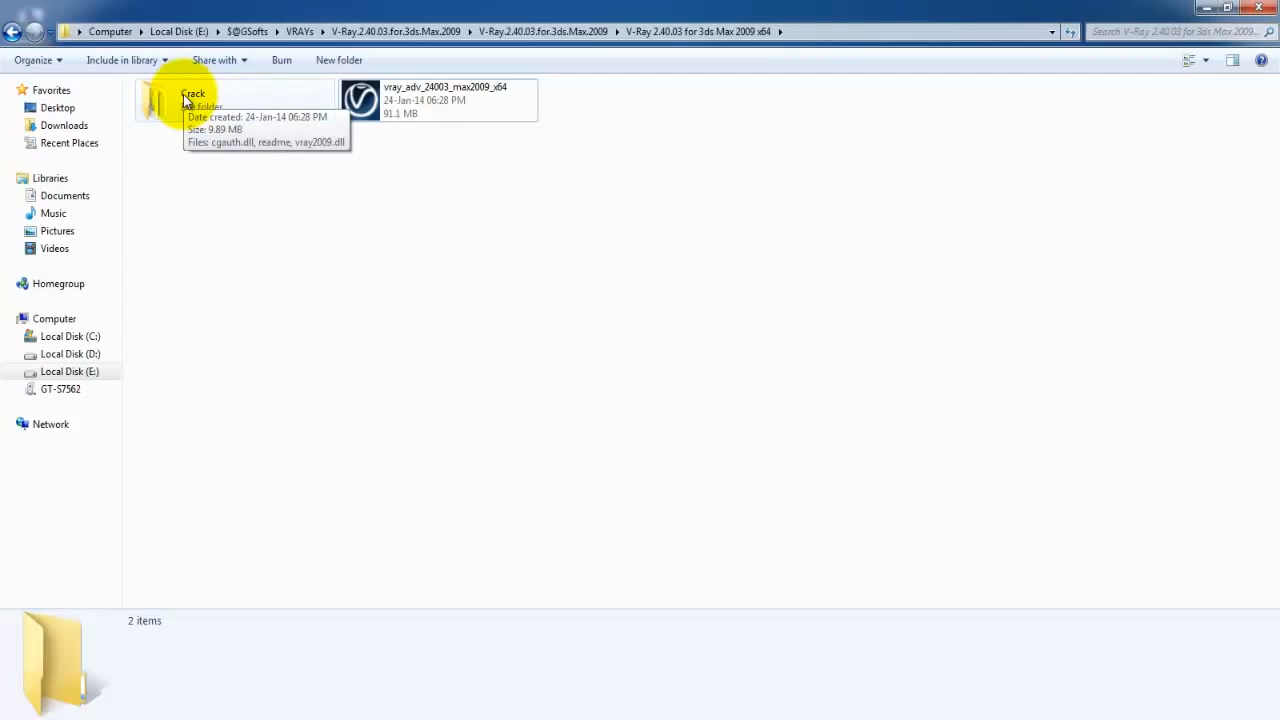 Computer ▸ Local Disk (E:) ▸ S@GSofts ▸ VRAYs ▸ V-Ray.2.40.03.for.3ds.Max.2009 ▸ V-Ray.2.40.03.for.3ds.Max.2009 ▸ V-Ray 2.40.03 for 3ds Max 2009 x64 ▸
Search V-Ray 2.40.03 for 3ds Max 2009...
Organize ▾ Include in library ▾ Share with ▾ Burn New folder
Favorites
Desktop
Downloads
Recent Places
Libraries
Documents
Music
Pictures
Videos
Homegroup
Computer
Local Disk (C:)
Local Disk (D:)
Local Disk (E:)
GT-S7562
Network
Crack
folder
Date created: 24-Jan-14 06:28 PM
Size: 9.89 MB
Files: cgauth.dll, readme, vray2009.dll
vray_adv_24003_max2009_x64
24-Jan-14 06:28 PM
91.1 MB
2 items